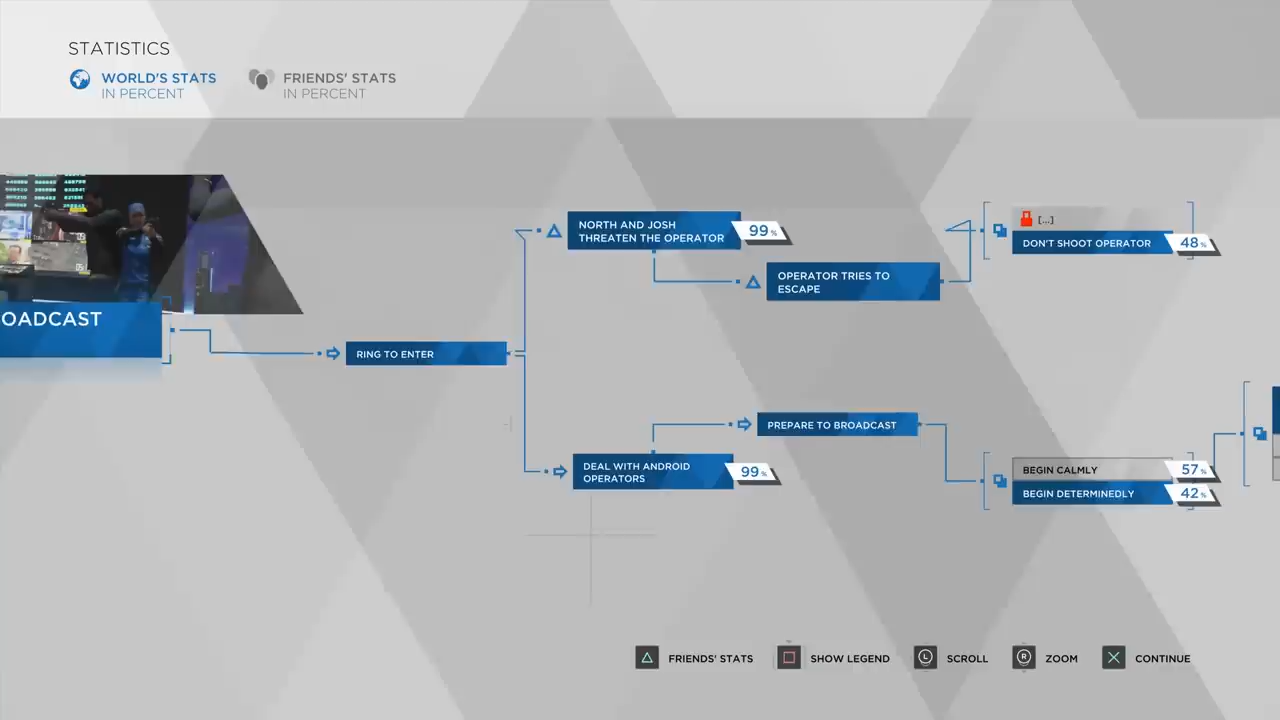 STATISTICS
WORLD'S STATS
IN PERCENT
FRIENDS' STATS
IN PERCENT
OADCAST
RING TO ENTER
NORTH AND JOSH
THREATEN THE OPERATOR
99%
OPERATOR TRIES TO
ESCAPE
[...]
DON'T SHOOT OPERATOR
48%
DEAL WITH ANDROID
OPERATORS
99%
PREPARE TO BROADCAST
BEGIN CALMLY
57%
BEGIN DETERMINEDLY
42%
FRIENDS' STATS
SHOW LEGEND
L
SCROLL
R
ZOOM
CONTINUE